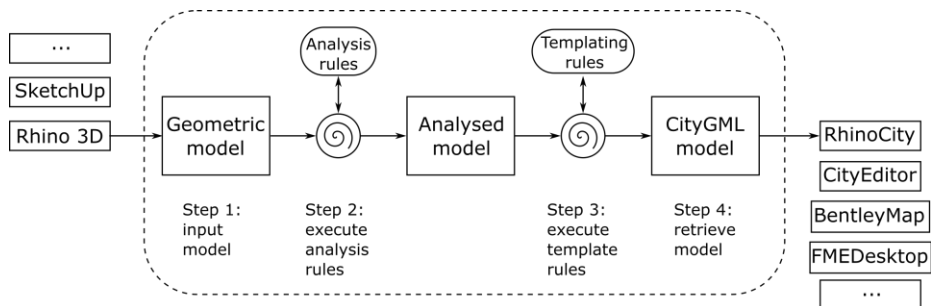 ...
SketchUp
Rhino 3D
Geometric
model
Analysis
rules
Analysed
model
Templating
rules
CityGML
model
Step 1:
input
model
Step 2:
execute
analysis
rules
Step 3:
execute
template
rules
Step 4:
retrieve
model
RhinoCity
CityEditor
BentleyMap
FMEDesktop
...